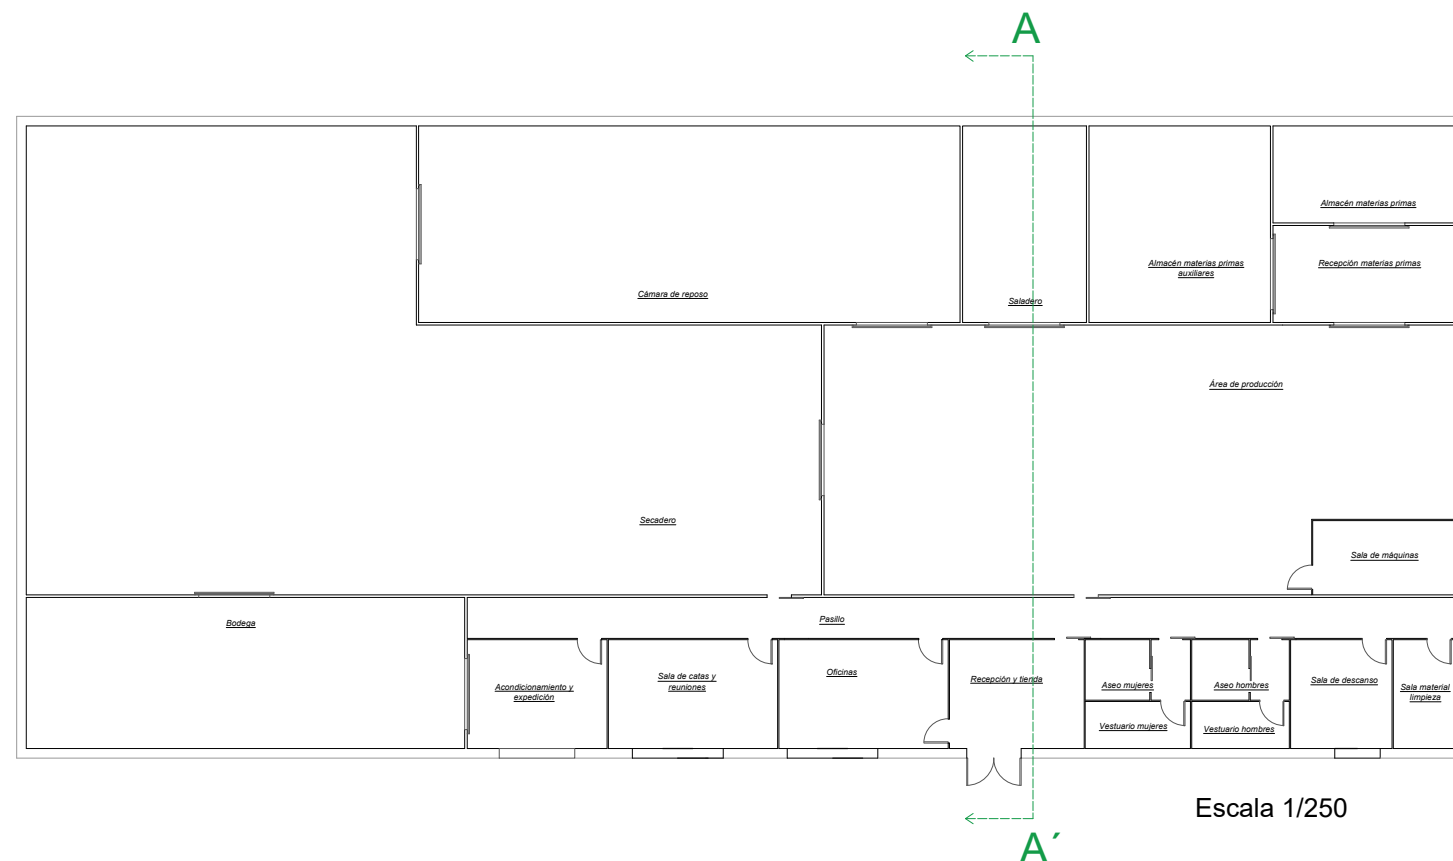 A
Almacén materias primas
Almacén materias primas
auxiliares
Recepción materias primas
Cámara de reposo
Saladero
Área de producción
Secadero
Sala de máquinas
Bodega
Pasillo
Acondicionamiento y
expedición
Sala de catas y
reuniones
Oficinas
Recepción y tienda
Aseo mujeres
Aseo hombres
Sala de descanso
Sala material
limpieza
Vestuario mujeres
Vestuario hombres
Escala 1/250
A´